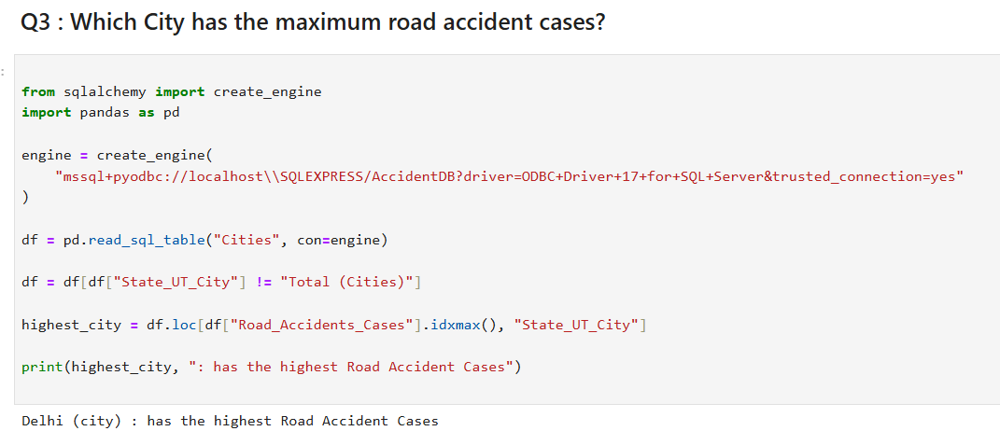 Q3 : Which City has the maximum road accident cases?
:
from sqlalchemy import create_engine
import pandas as pd
engine = create_engine(
    "mssql+pyodbc://localhost\\SQLEXPRESS/AccidentDB?driver=ODBC+Driver+17+for+SQL+Server&trusted_connection=yes"
)
df = pd.read_sql_table("Cities", con=engine)
df = df[df["State_UT_City"] != "Total (Cities)"]
highest_city = df.loc[df["Road_Accidents_Cases"].idxmax(), "State_UT_City"]
print(highest_city, ": has the highest Road Accident Cases")
Delhi (city) : has the highest Road Accident Cases